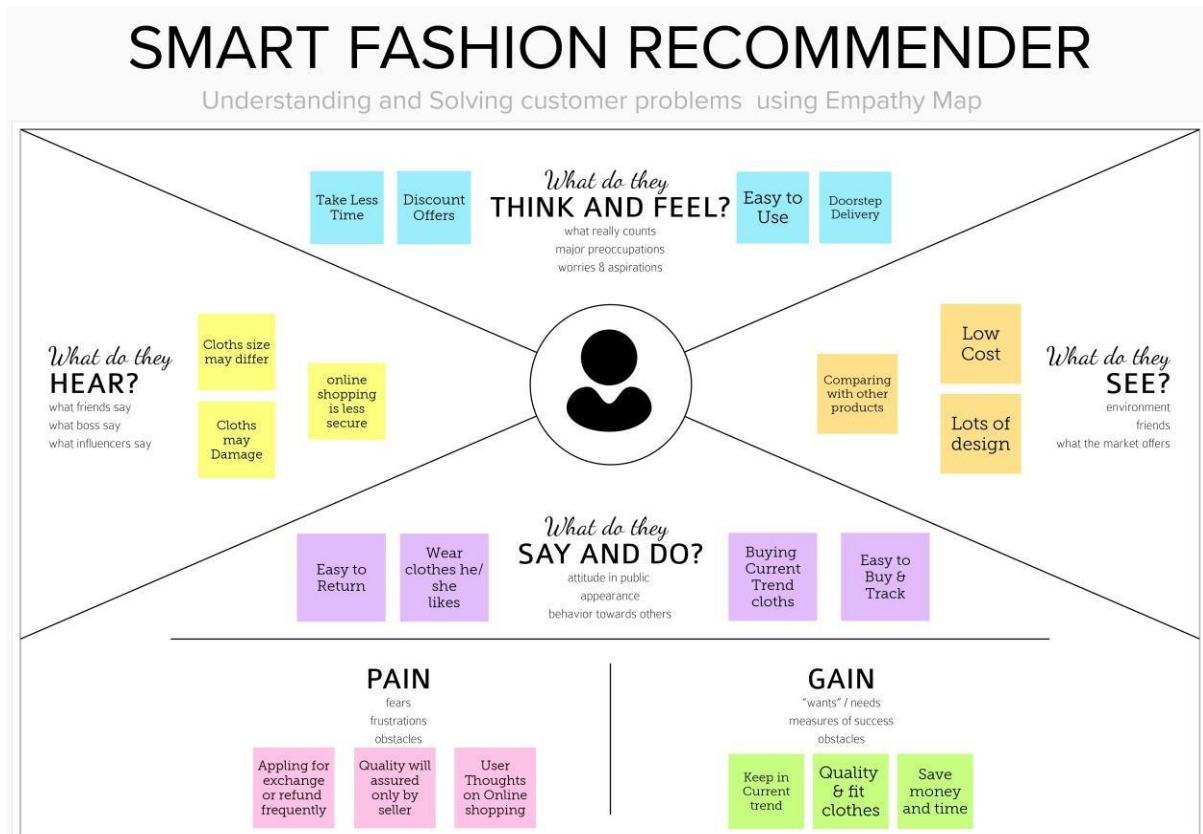 SMART FASHION RECOMMENDER
Understanding and Solving customer problems using Empathy Map
What do they
THINK AND FEEL?
what really counts
major preoccupations
worries & aspirations
Take Less
Time
Discount
Offers
Easy to
Use
Doorstep
Delivery
What do they
HEAR?
what friends say
what boss say
what influencers say
Cloths size
may differ
Cloths
may
Damage
online
shopping
is less
secure
Comparing
with other
products
Low
Cost
Lots of
design
What do they
SEE?
environment
friends
what the market offers
What do they
SAY AND DO?
attitude in public
appearance
behavior towards others
Easy to
Return
Wear
clothes he/
she
likes
Buying
Current
Trend
cloths
Easy to
Buy &
Track
PAIN
fears
frustrations
obstacles
Applying for
exchange
or refund
frequently
Quality will
assured
only by
seller
User
Thoughts
on Online
shopping
GAIN
"wants" / needs
measures of success
obstacles
Keep in
Current
trend
Quality
& fit
clothes
Save
money
and time